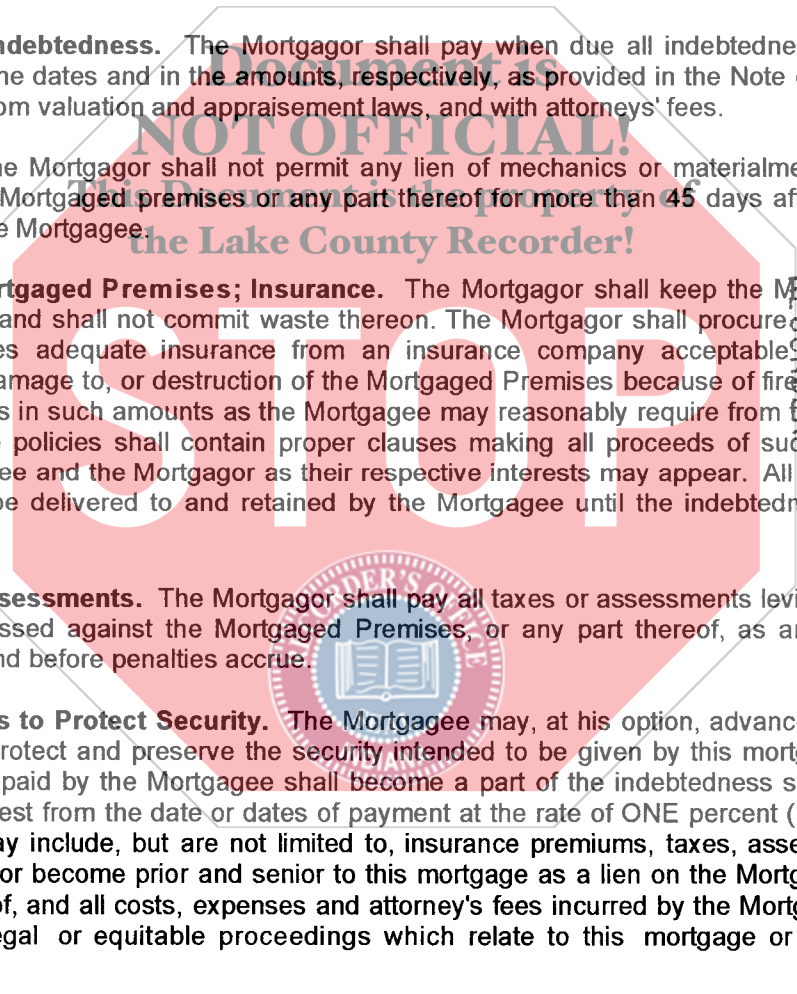 ndebtedness. The Mortgagor shall pay when due all indebtedne
ne dates and in the amounts, respectively, as provided in the Note
om valuation and appraisement laws, and with attorneys' fees.
Document is
NOT OFFICIAL!
This Document is the property of
the Lake County Recorder!
ne Mortgagor shall not permit any lien of mechanics or materialme
Mortgaged premises or any part thereof for more than 45 days af
e Mortgagee.
rtgaged Premises; Insurance. The Mortgagor shall keep the M
and shall not commit waste thereon. The Mortgagor shall procure
es adequate insurance from an insurance company acceptable
amage to, or destruction of the Mortgaged Premises because of fire
s in such amounts as the Mortgagee may reasonably require from t
e policies shall contain proper clauses making all proceeds of suc
ee and the Mortgagor as their respective interests may appear. All
be delivered to and retained by the Mortgagee until the indebtedn
STOP
sessments. The Mortgagor shall pay all taxes or assessments levi
ssed against the Mortgaged Premises, or any part thereof, as a
nd before penalties accrue.
RECORDER'S OFFICE
INDIANA
s to Protect Security. The Mortgagee may, at his option, advanc
rotect and preserve the security intended to be given by this mort
paid by the Mortgagee shall become a part of the indebtedness s
est from the date or dates of payment at the rate of ONE percent (
ay include, but are not limited to, insurance premiums, taxes, asse
or become prior and senior to this mortgage as a lien on the Mortg
of, and all costs, expenses and attorney's fees incurred by the Mortg
egal or equitable proceedings which relate to this mortgage or